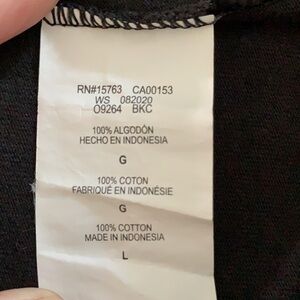 RN#15763 CA00153
WS 082020
O9264 BKC
100% ALGODÓN
HECHO EN INDONESIA
G
100% COTON
FABRIQUÉ EN INDONÉSIE
G
100% COTTON
MADE IN INDONESIA
L